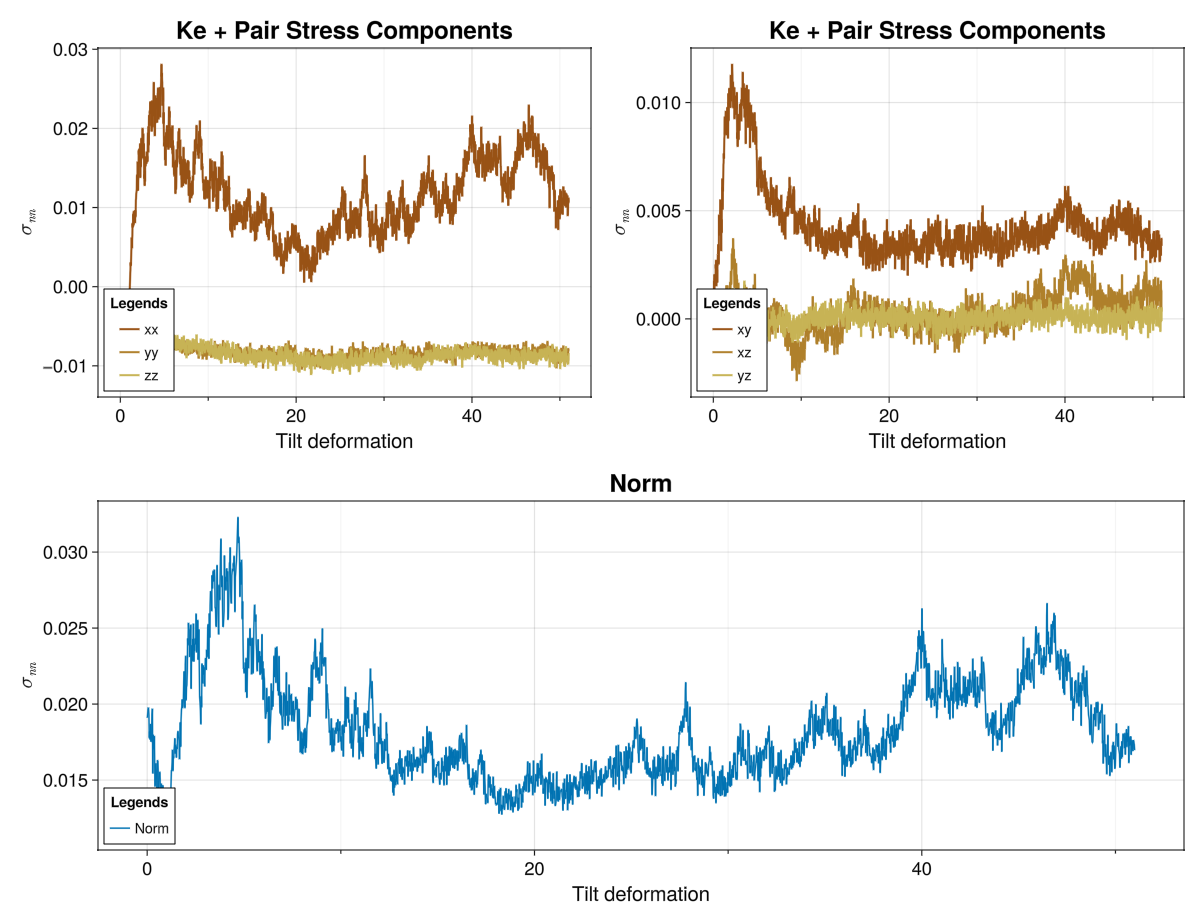 Ke + Pair Stress Components
0.03
0.02
0.01
0.00
−0.01
σnn
Legends
xx
yy
zz
0
20
40
Tilt deformation
Ke + Pair Stress Components
0.010
0.005
0.000
σnn
Legends
xy
xz
yz
0
20
40
Tilt deformation
Norm
0.030
0.025
0.020
0.015
σnn
Legends
Norm
0
20
40
Tilt deformation